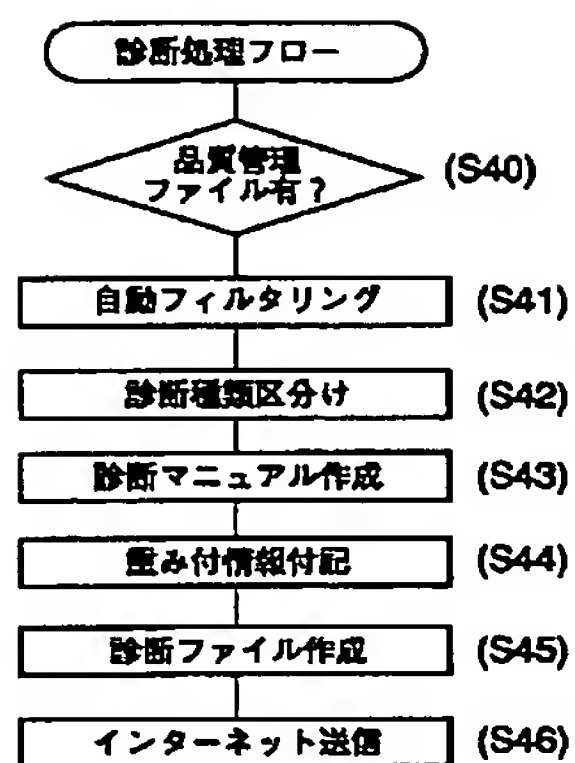 診断処理フロー
品質管理
ファイル有？
(S40)
自動フィルタリング
(S41)
診断種類区分け
(S42)
診断マニュアル作成
(S43)
重み付情報付記
(S44)
診断ファイル作成
(S45)
インターネット送信
(S46)